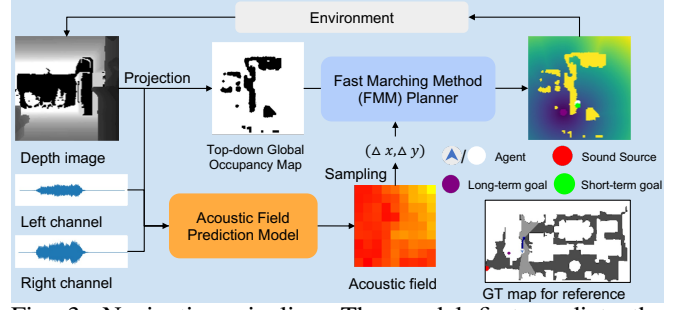 Environment
Projection
Fast Marching Method
(FMM) Planner
Depth image
Top-down Global
Occupancy Map
(△ x,△ y)
/ Agent
Sound Source
Long-term goal
Short-term goal
Sampling
Left channel
Acoustic Field
Prediction Model
Right channel
Acoustic field
GT map for reference